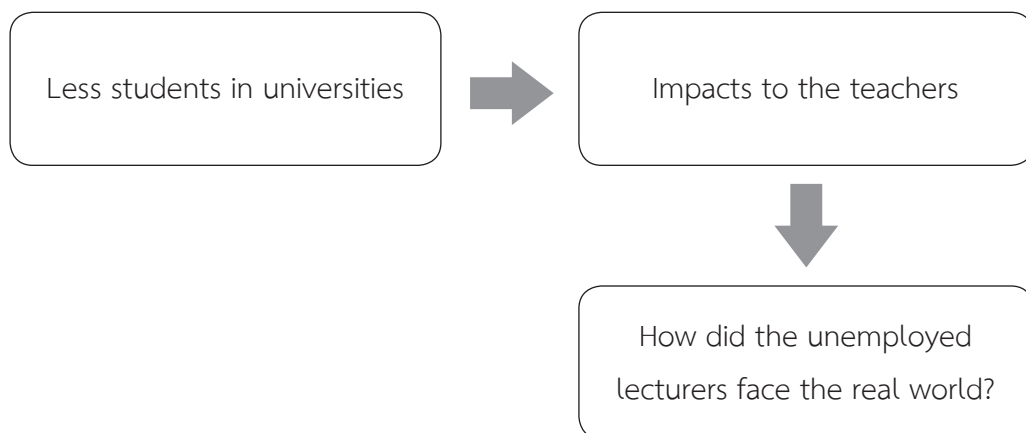 Less students in universities
Impacts to the teachers
How did the unemployed
lecturers face the real world?